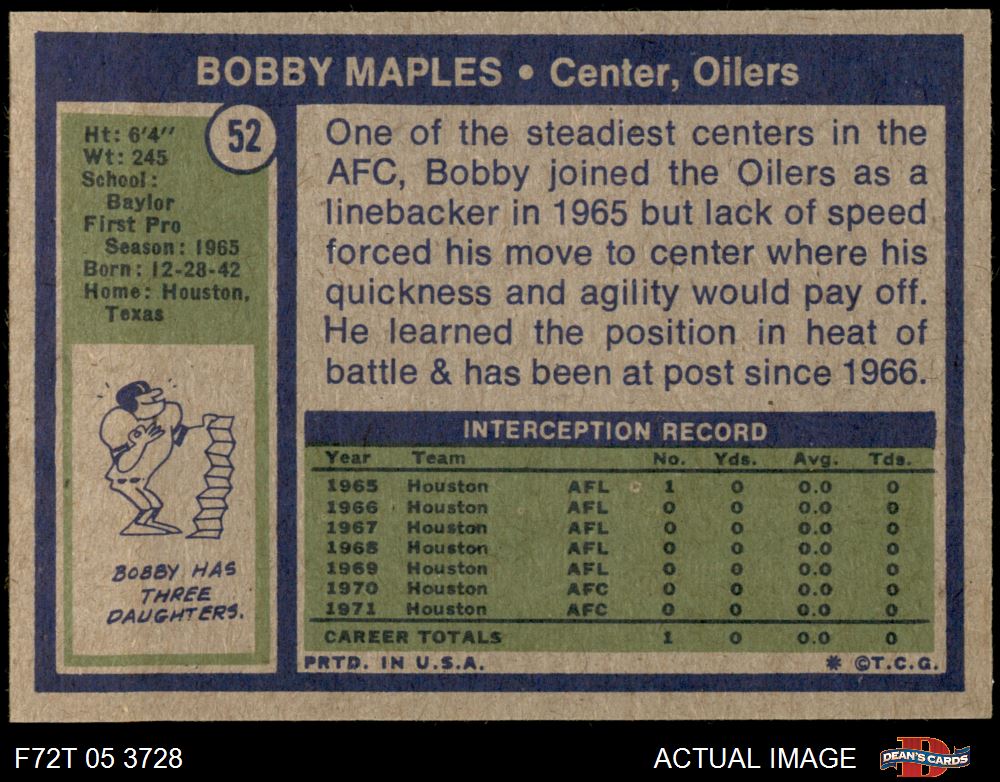 BOBBY MAPLES • Center, Oilers
52
Ht: 6'4"
Wt: 245
School:
Baylor
First Pro
Season: 1965
Born: 12-28-42
Home: Houston,
Texas
One of the steadiest centers in the
AFC, Bobby joined the Oilers as a
linebacker in 1965 but lack of speed
forced his move to center where his
quickness and agility would pay off.
He learned the position in heat of
battle & has been at post since 1966.
BOBBY HAS
THREE
DAUGHTERS.
INTERCEPTION RECORD
Year Team No. Yds. Avg. Tds.
1965 Houston AFL 1 0 0.0 0
1966 Houston AFL 0 0 0.0 0
1967 Houston AFL 0 0 0.0 0
1968 Houston AFL 0 0 0.0 0
1969 Houston AFL 0 0 0.0 0
1970 Houston AFC 0 0 0.0 0
1971 Houston AFC 0 0 0.0 0
CAREER TOTALS 1 0 0.0 0
PRTD. IN U.S.A. * ©T.C.G.
F72T 05 3728 ACTUAL IMAGE DEAN'S CARDS